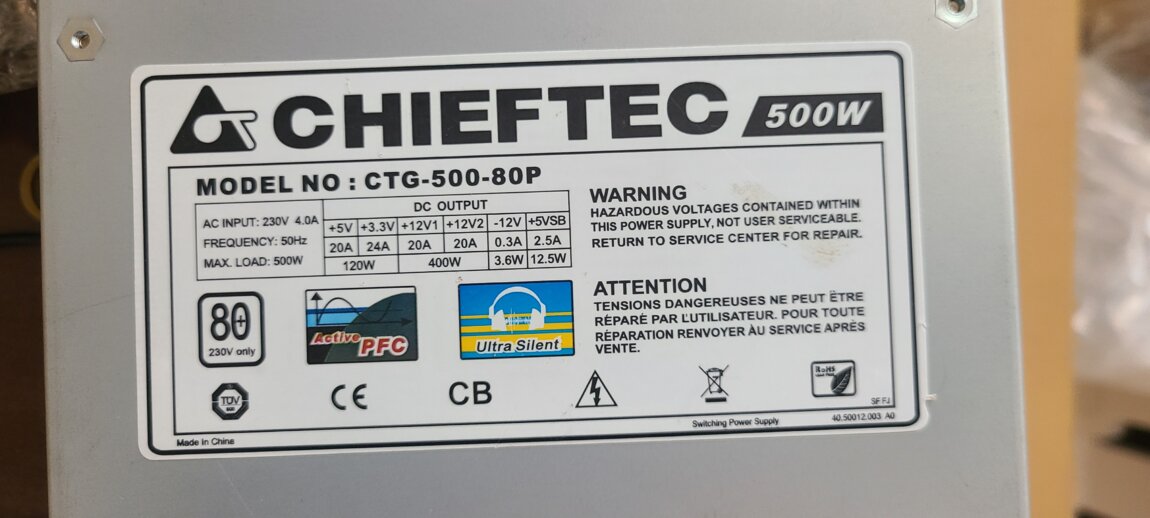 CHIEFTEC 500W
MODEL NO : CTG-500-80P
AC INPUT: 230V 4.0A
FREQUENCY: 50Hz
MAX. LOAD: 500W
DC OUTPUT
+5V +3.3V +12V1 +12V2 -12V +5VSB
20A 24A 20A 20A 0.3A 2.5A
120W 400W 3.6W 12.5W
WARNING
HAZARDOUS VOLTAGES CONTAINED WITHIN
THIS POWER SUPPLY, NOT USER SERVICEABLE.
RETURN TO SERVICE CENTER FOR REPAIR.
ATTENTION
TENSIONS DANGEREUSES NE PEUT ËTRE
RÉPARÉ PAR L'UTILISATEUR. POUR TOUTE
RÉPARATION RENVOYER ÀU SERVICE APRÉS
VENTE.
80+
230V only
Active PFC
Ultra Silent
TÜV
CE
CB
RoHS
SF FJ
Made In China
Switching Power Supply
40.50012.003 A0